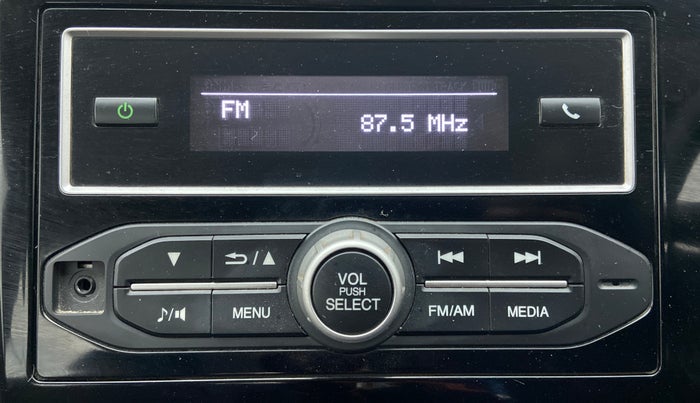 FM
87.5 MHz
VOL
PUSH
SELECT
MENU
FM/AM
MEDIA